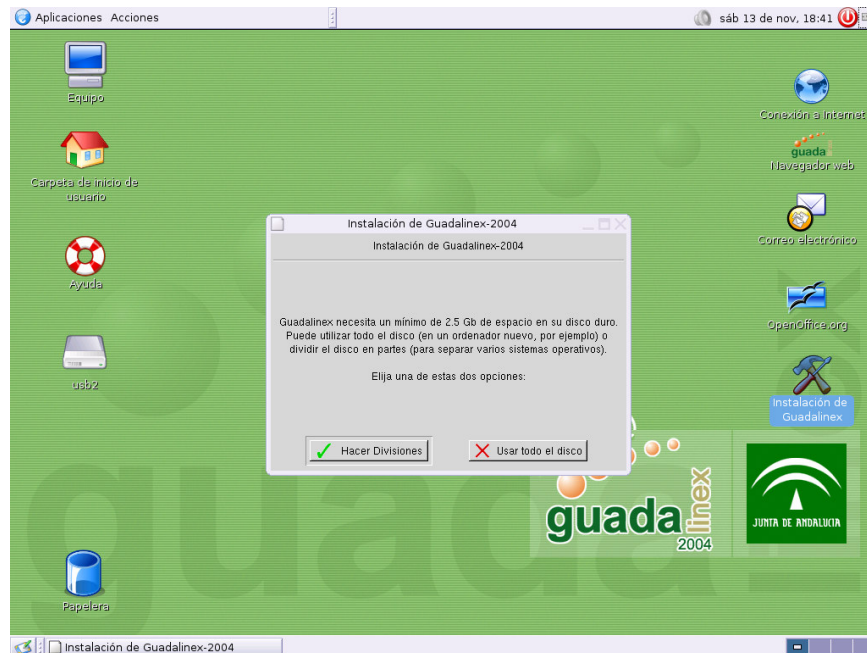 Aplicaciones Acciones
sáb 13 de nov, 18:41
Equipo
Carpeta de inicio de
usuario
Ayuda
usb2
Papelera
Conexión a Internet
guada
Navegador web
Correo electrónico
OpenOffice.org
Instalación de
Guadalinex
Instalación de Guadalinex-2004
Instalación de Guadalinex-2004
Guadalinex necesita un mínimo de 2.5 Gb de espacio en su disco duro.
Puede utilizar todo el disco (en un ordenador nuevo, por ejemplo) o
dividir el disco en partes (para separar varios sistemas operativos).
Elija una de estas dos opciones:
Hacer Divisiones
Usar todo el disco
guadalinex
2004
JUNTA DE ANDALUCIA
guadalinex
Instalación de Guadalinex-2004